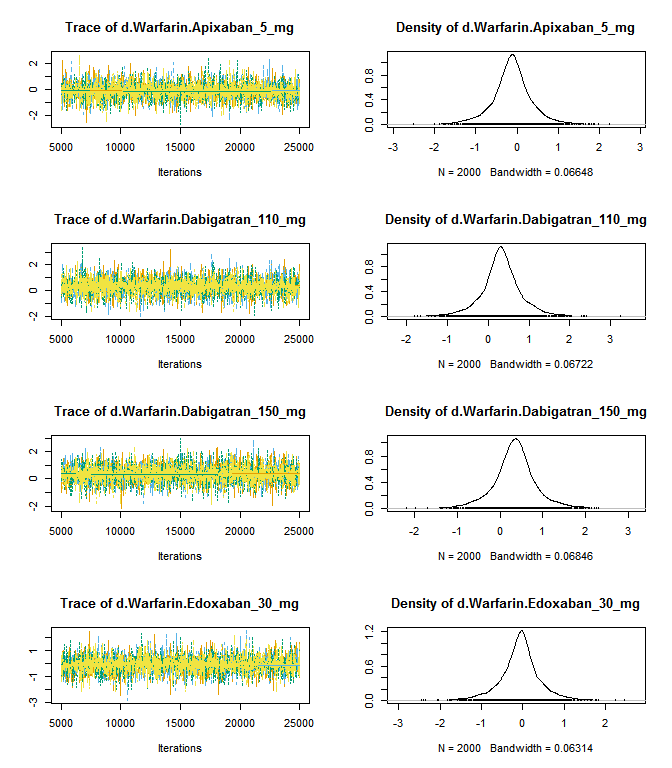 Trace of d.Warfarin.Apixaban_5_mg
-2 0 2
5000 10000 15000 20000 25000
Iterations
Density of d.Warfarin.Apixaban_5_mg
0.0 0.4 0.8
-3 -2 -1 0 1 2 3
N = 2000 Bandwidth = 0.06648
Trace of d.Warfarin.Dabigatran_110_mg
-2 0 2
5000 10000 15000 20000 25000
Iterations
Density of d.Warfarin.Dabigatran_110_mg
0.0 0.4 0.8
-2 -1 0 1 2 3
N = 2000 Bandwidth = 0.06722
Trace of d.Warfarin.Dabigatran_150_mg
-2 0 2
5000 10000 15000 20000 25000
Iterations
Density of d.Warfarin.Dabigatran_150_mg
0.0 0.4 0.8
-2 -1 0 1 2 3
N = 2000 Bandwidth = 0.06846
Trace of d.Warfarin.Edoxaban_30_mg
-3 -1 1
5000 10000 15000 20000 25000
Iterations
Density of d.Warfarin.Edoxaban_30_mg
0.0 0.6 1.2
-3 -2 -1 0 1 2
N = 2000 Bandwidth = 0.06314